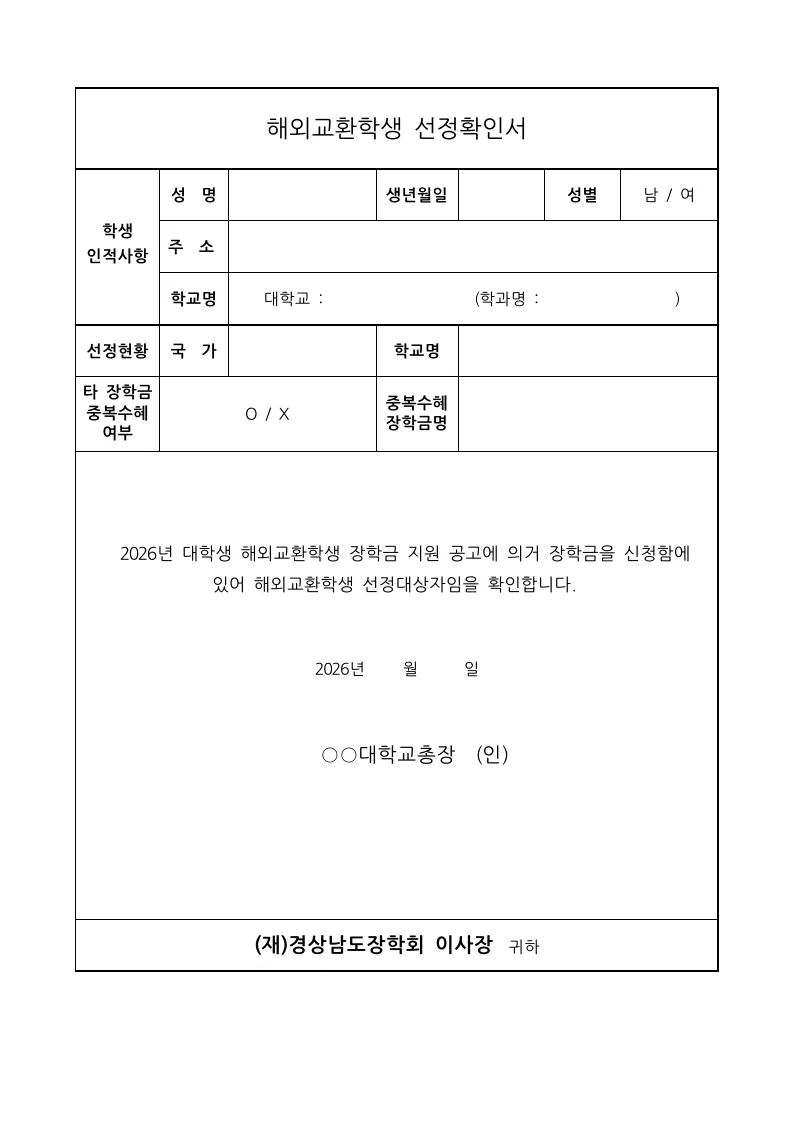 해외교환학생 선정확인서
학생
인적사항
성 명
생년월일
성별
남 / 여
주 소
학교명
대학교 : (학과명 : )
선정현황
국 가
학교명
타 장학금
중복수혜
여부
O / X
중복수혜
장학금명
2026년 대학생 해외교환학생 장학금 지원 공고에 의거 장학금을 신청함에
있어 해외교환학생 선정대상자임을 확인합니다.
2026년 월 일
○○대학교총장 (인)
(재)경상남도장학회 이사장 귀하